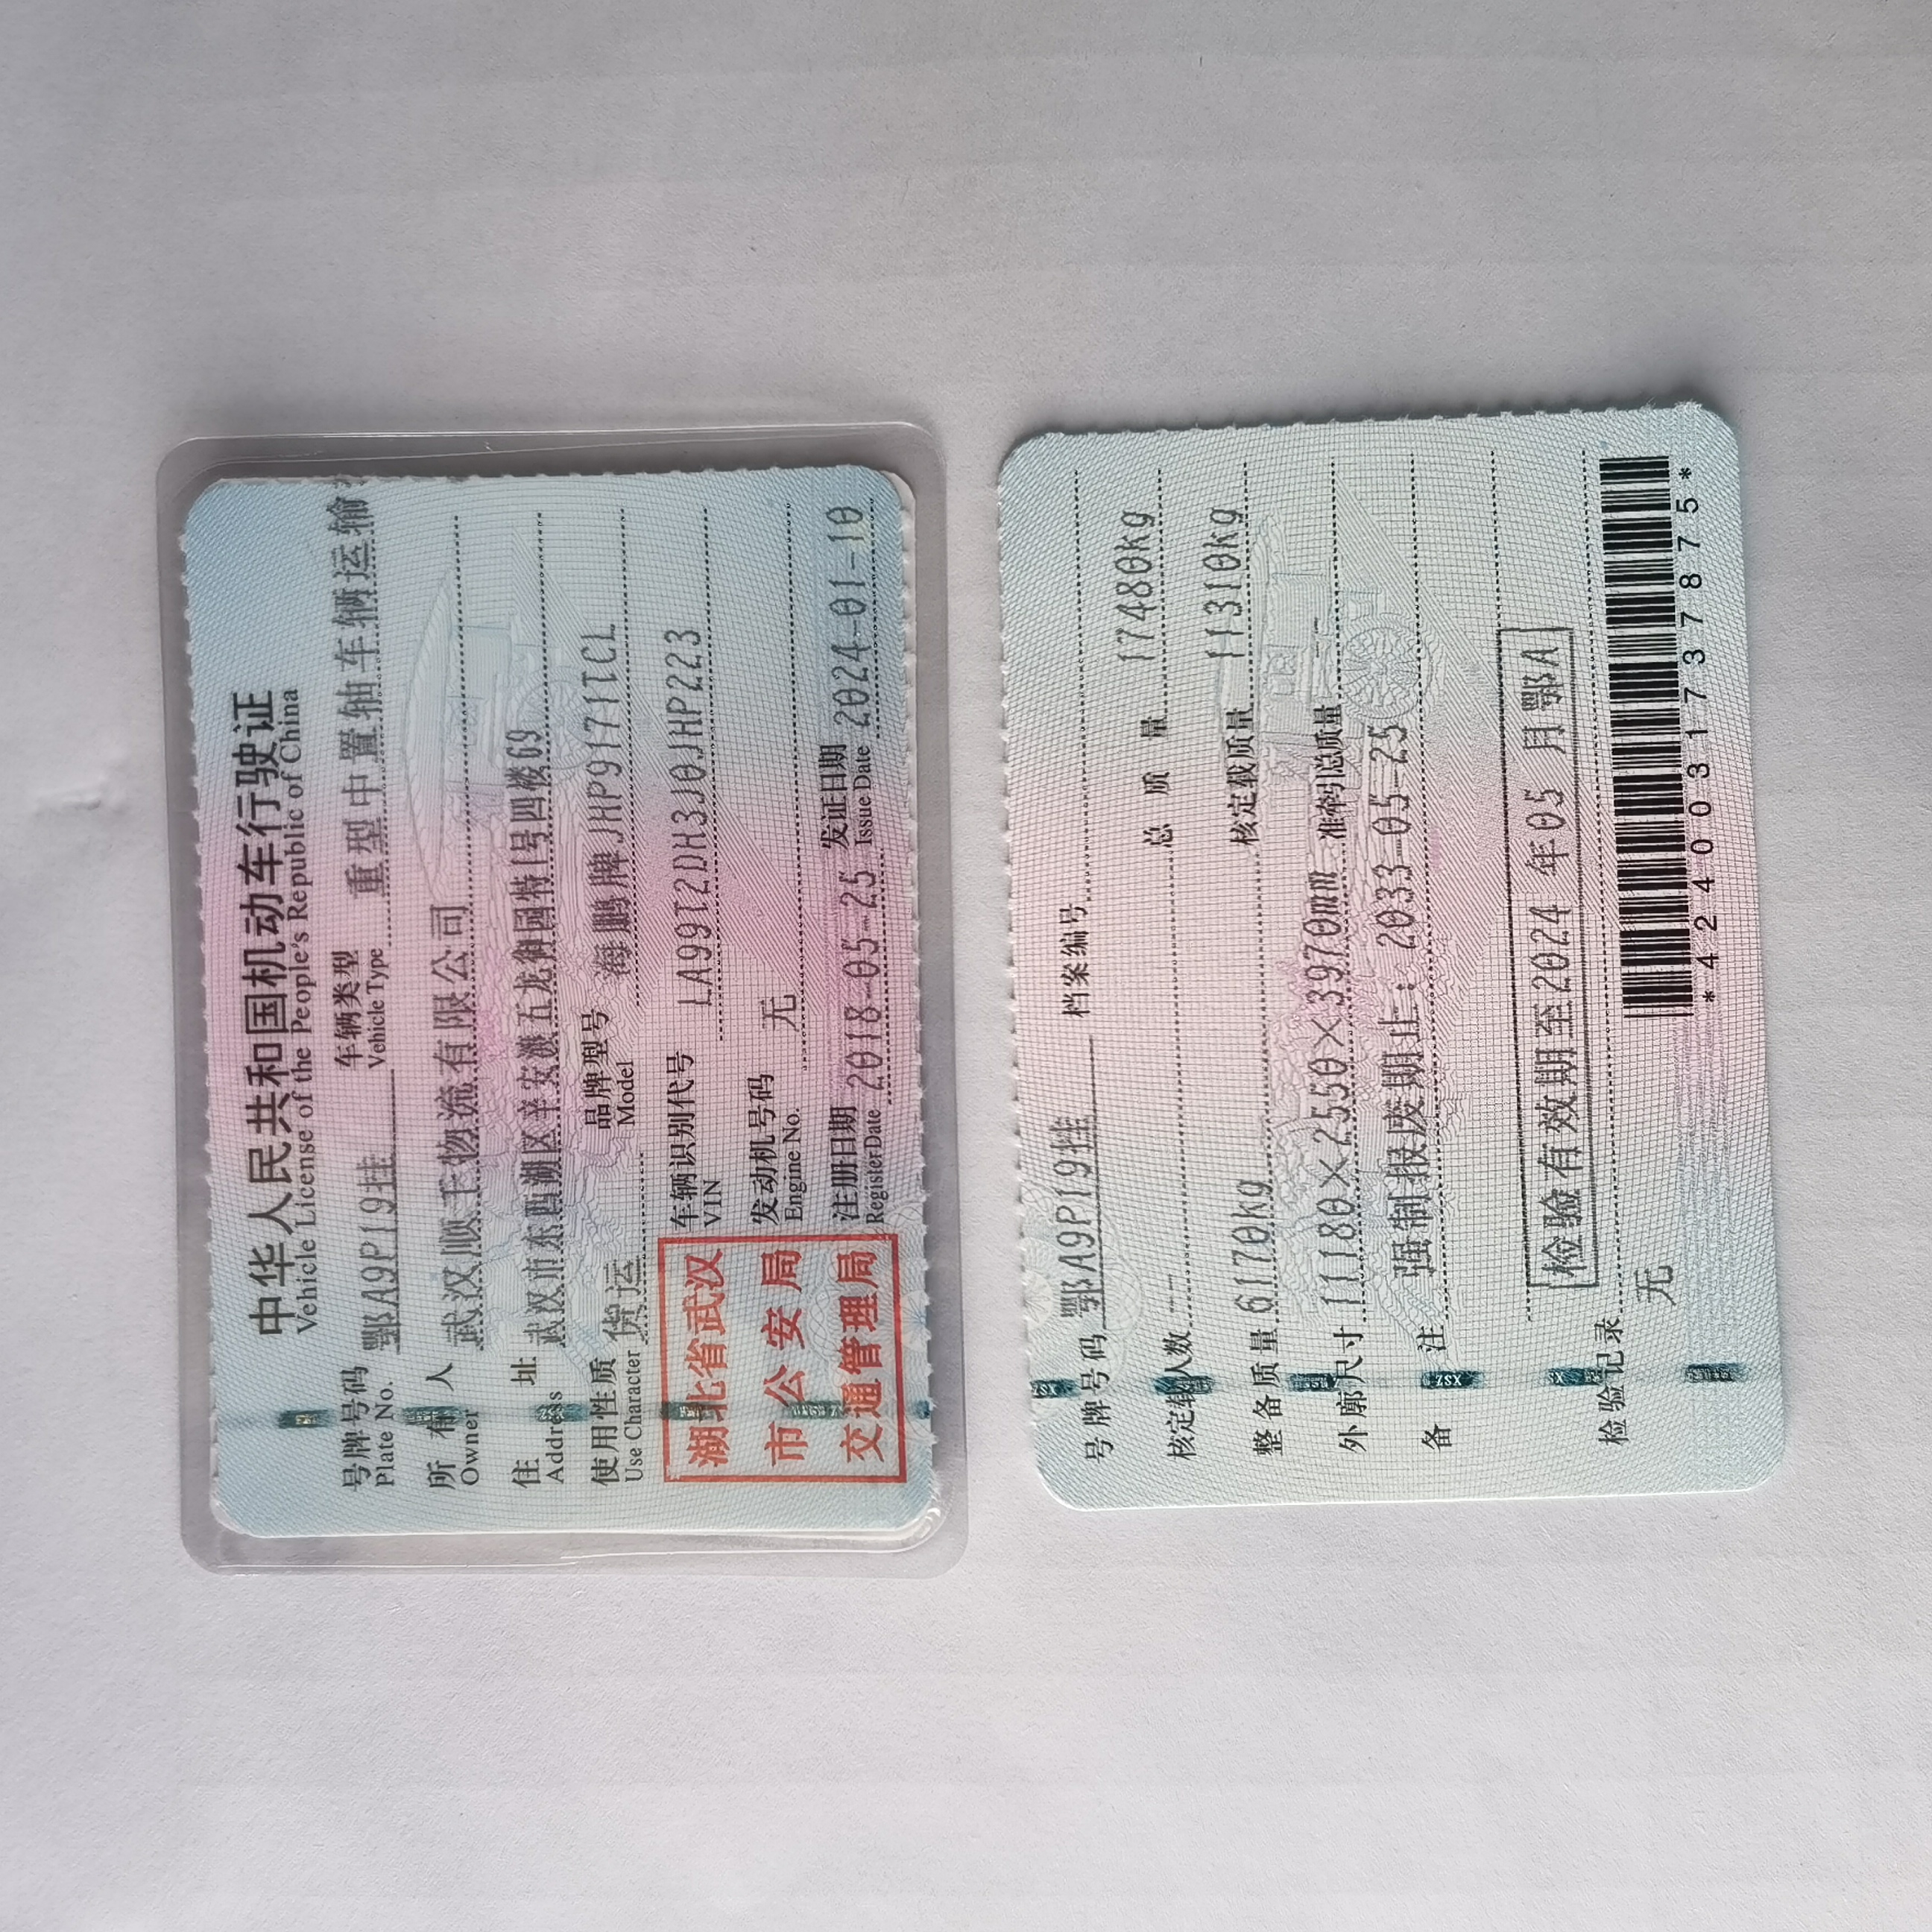 中华人民共和国机动车行驶证
Vehicle License of the People's Republic of China
号牌号码 鄂A9P19挂 车辆类型 重型中置轴车辆运输
Plate No. Vehicle Type
所有人 武汉顺千物流有限公司
Owner
住址 武汉市东西湖区辛安渡五龙御园特1号四楼69
Address
使用性质 货运 品牌型号 海鹏牌JHP9171TCL
Use Character Model
湖北省武汉
市公安局
交通管理局
车辆识别代号 LA99T2DH3J0JHP223
VIN
发动机号码 无
Engine No.
注册日期 2018-05-25 发证日期 2024-01-10
Register Date Issue Date
号牌号码 鄂A9P19挂 档案编号
核定载人数 --- 总质量 17480kg
整备质量 6170kg 核定载质量 11310kg
外廓尺寸 11180×2550×3970mm 准牵引总质量 ---
备注 强制报废期止:2033-05-25
检验有效期至2024年05月鄂A
检验记录
无
*4240031737875*